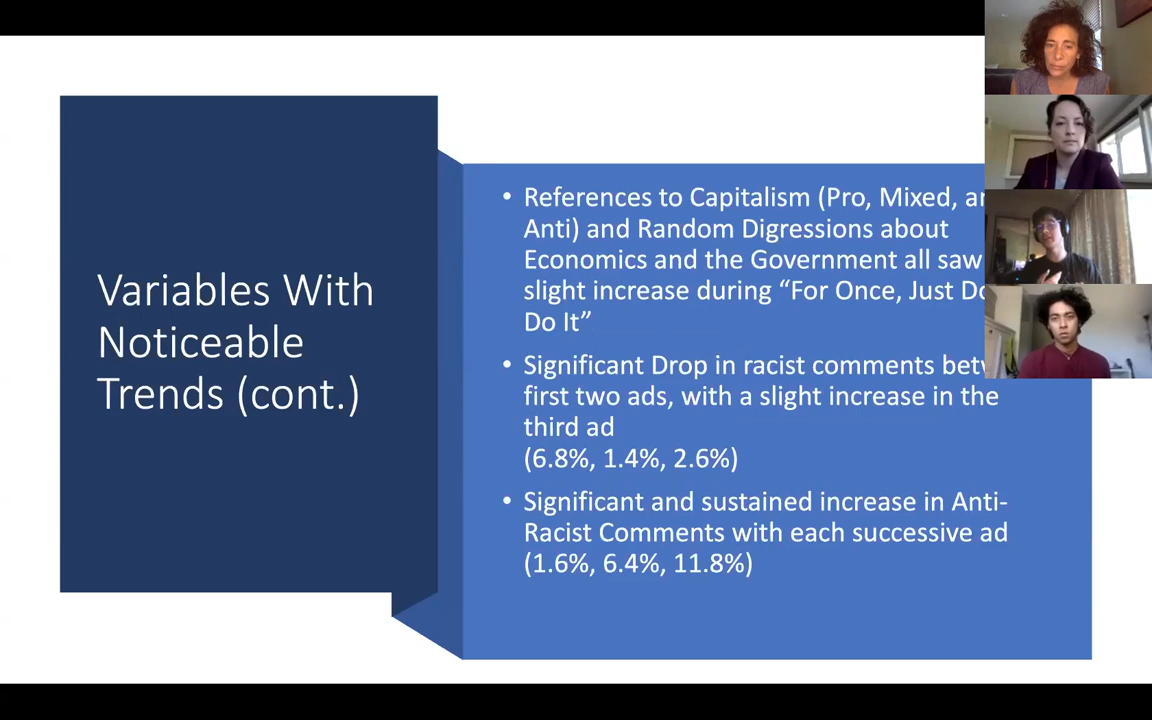 Variables With
Noticeable
Trends (cont.)
• References to Capitalism (Pro, Mixed,
Anti) and Random Digressions about
Economics and the Government all saw
slight increase during “For Once, Just
Do It”
• Significant Drop in racist comments
first two ads, with a slight increase in the
third ad
(6.8%, 1.4%, 2.6%)
• Significant and sustained increase in Anti-
Racist Comments with each successive ad
(1.6%, 6.4%, 11.8%)